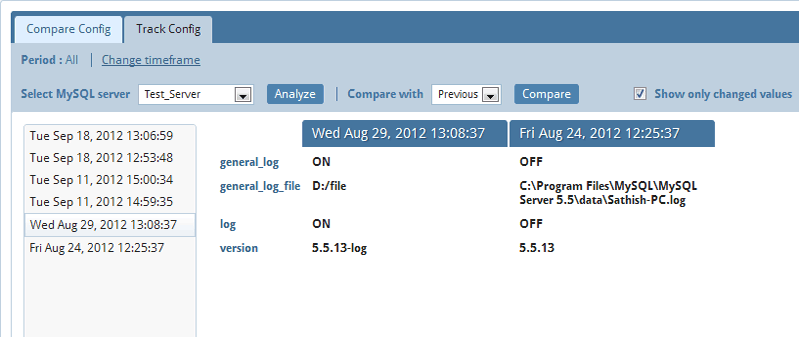 Compare Config Track Config
Period : All Change timeframe
Select MySQL server Test_Server Analyze Compare with Previous Compare Show only changed values
Tue Sep 18, 2012 13:06:59
Tue Sep 18, 2012 12:53:48
Tue Sep 11, 2012 15:00:34
Tue Sep 11, 2012 14:59:35
Wed Aug 29, 2012 13:08:37
Fri Aug 24, 2012 12:25:37
Wed Aug 29, 2012 13:08:37 Fri Aug 24, 2012 12:25:37
general_log ON OFF
general_log_file D:/file C:\Program Files\MySQL\MySQL
Server 5.5\data\Sathish-PC.log
log ON OFF
version 5.5.13-log 5.5.13